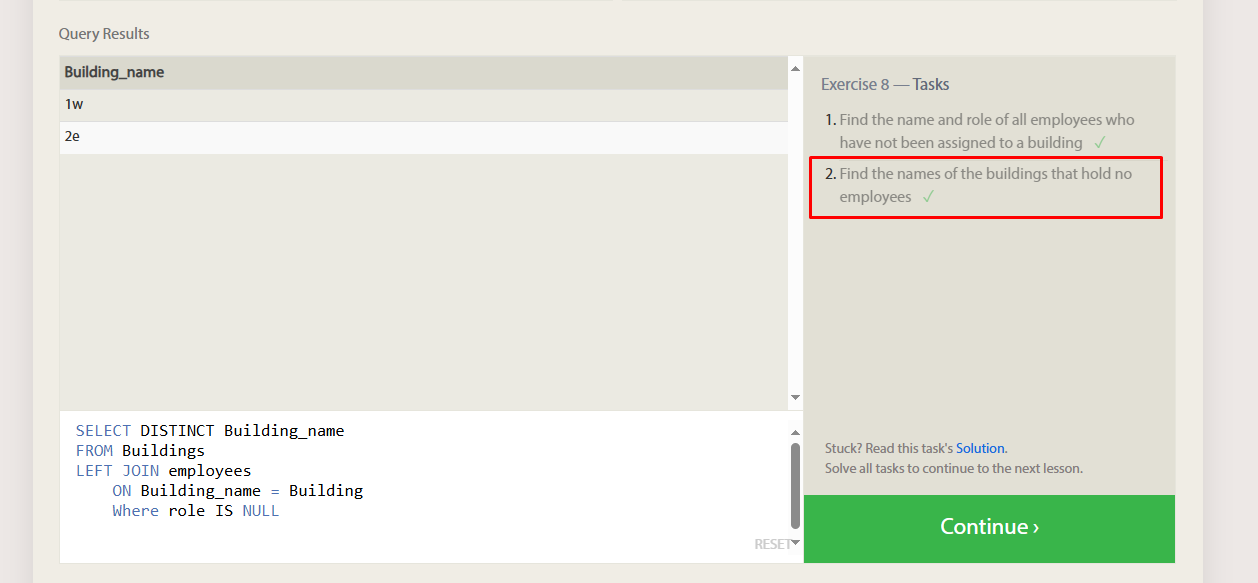 Query Results
Building_name
1w
2e
SELECT DISTINCT Building_name
FROM Buildings
LEFT JOIN employees
ON Building_name = Building
Where role IS NULL
RESET
Exercise 8 — Tasks
1. Find the name and role of all employees who
have not been assigned to a building ✓
2. Find the names of the buildings that hold no
employees ✓
Stuck? Read this task's Solution.
Solve all tasks to continue to the next lesson.
Continue ›